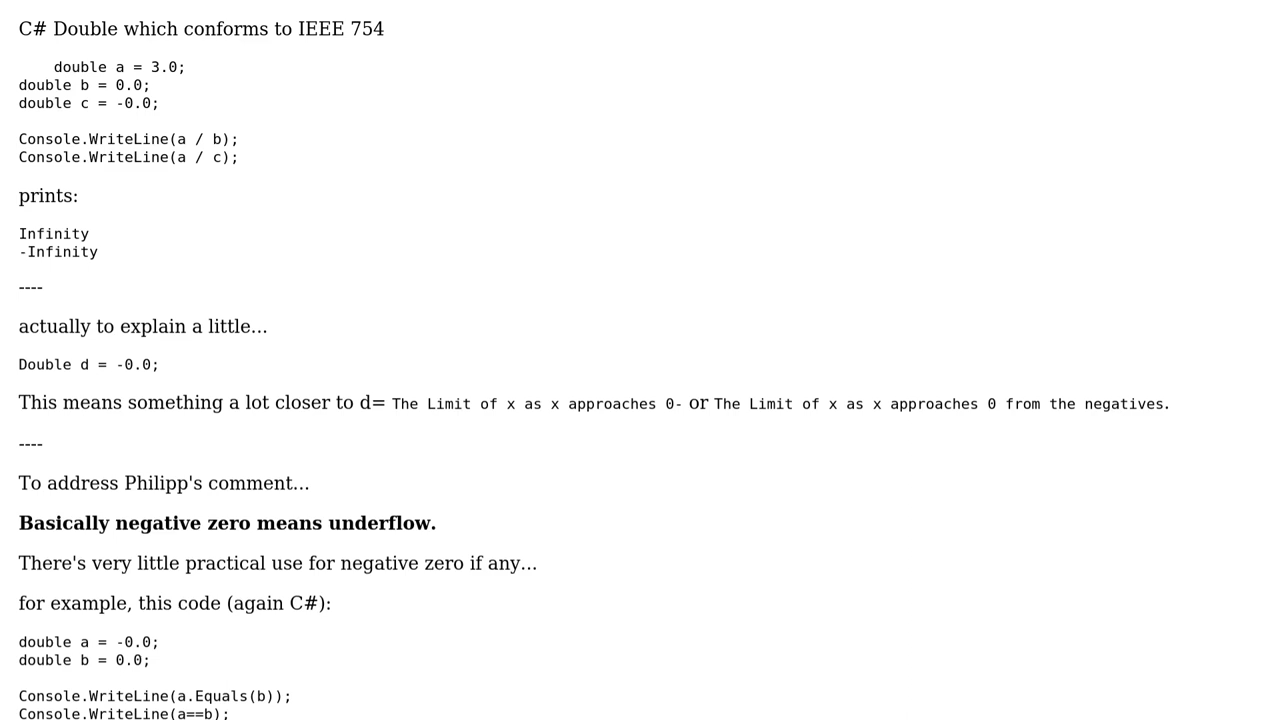 C# Double which conforms to IEEE 754
    double a = 3.0;
double b = 0.0;
double c = -0.0;
Console.WriteLine(a / b);
Console.WriteLine(a / c);
prints:
Infinity
-Infinity
----
actually to explain a little...
Double d = -0.0;
This means something a lot closer to d= The Limit of x as x approaches 0- or The Limit of x as x approaches 0 from the negatives.
----
To address Philipp's comment...
Basically negative zero means underflow.
There's very little practical use for negative zero if any...
for example, this code (again C#):
double a = -0.0;
double b = 0.0;
Console.WriteLine(a.Equals(b));
Console.WriteLine(a==b);